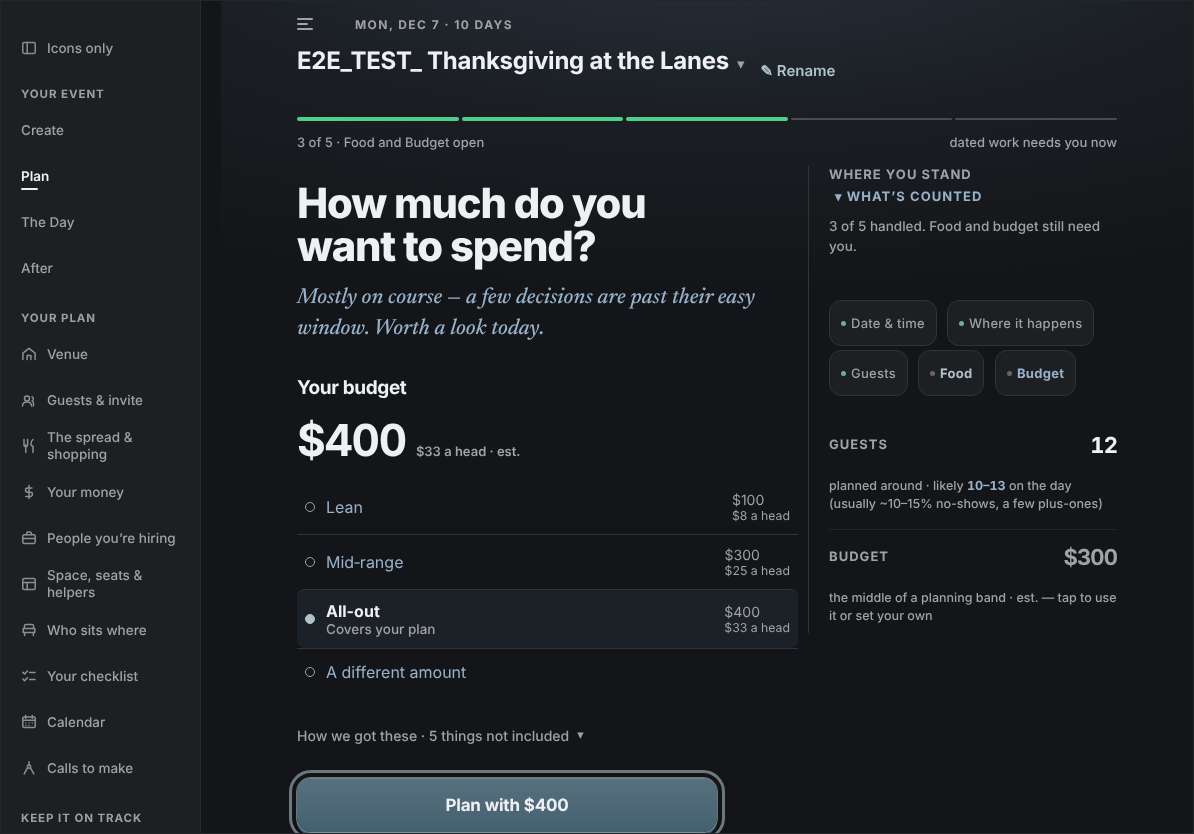 Icons only
YOUR EVENT
Create
Plan
The Day
After
YOUR PLAN
Venue
Guests & invite
The spread &
shopping
Your money
People you’re hiring
Space, seats &
helpers
Who sits where
Your checklist
Calendar
Calls to make
KEEP IT ON TRACK
MON, DEC 7 · 10 DAYS
E2E_TEST_ Thanksgiving at the Lanes ▾
✎ Rename
3 of 5 · Food and Budget open
dated work needs you now
How much do you
want to spend?
Mostly on course — a few decisions are past their easy
window. Worth a look today.
Your budget
$400 $33 a head · est.
Lean
$100
$8 a head
Mid-range
$300
$25 a head
All-out
Covers your plan
$400
$33 a head
A different amount
How we got these · 5 things not included ▾
Plan with $400
WHERE YOU STAND
▾ WHAT’S COUNTED
3 of 5 handled. Food and budget still need
you.
Date & time
Where it happens
Guests
Food
Budget
GUESTS
12
planned around · likely 10–13 on the day
(usually ~10–15% no-shows, a few plus-ones)
BUDGET
$300
the middle of a planning band · est. — tap to use
it or set your own